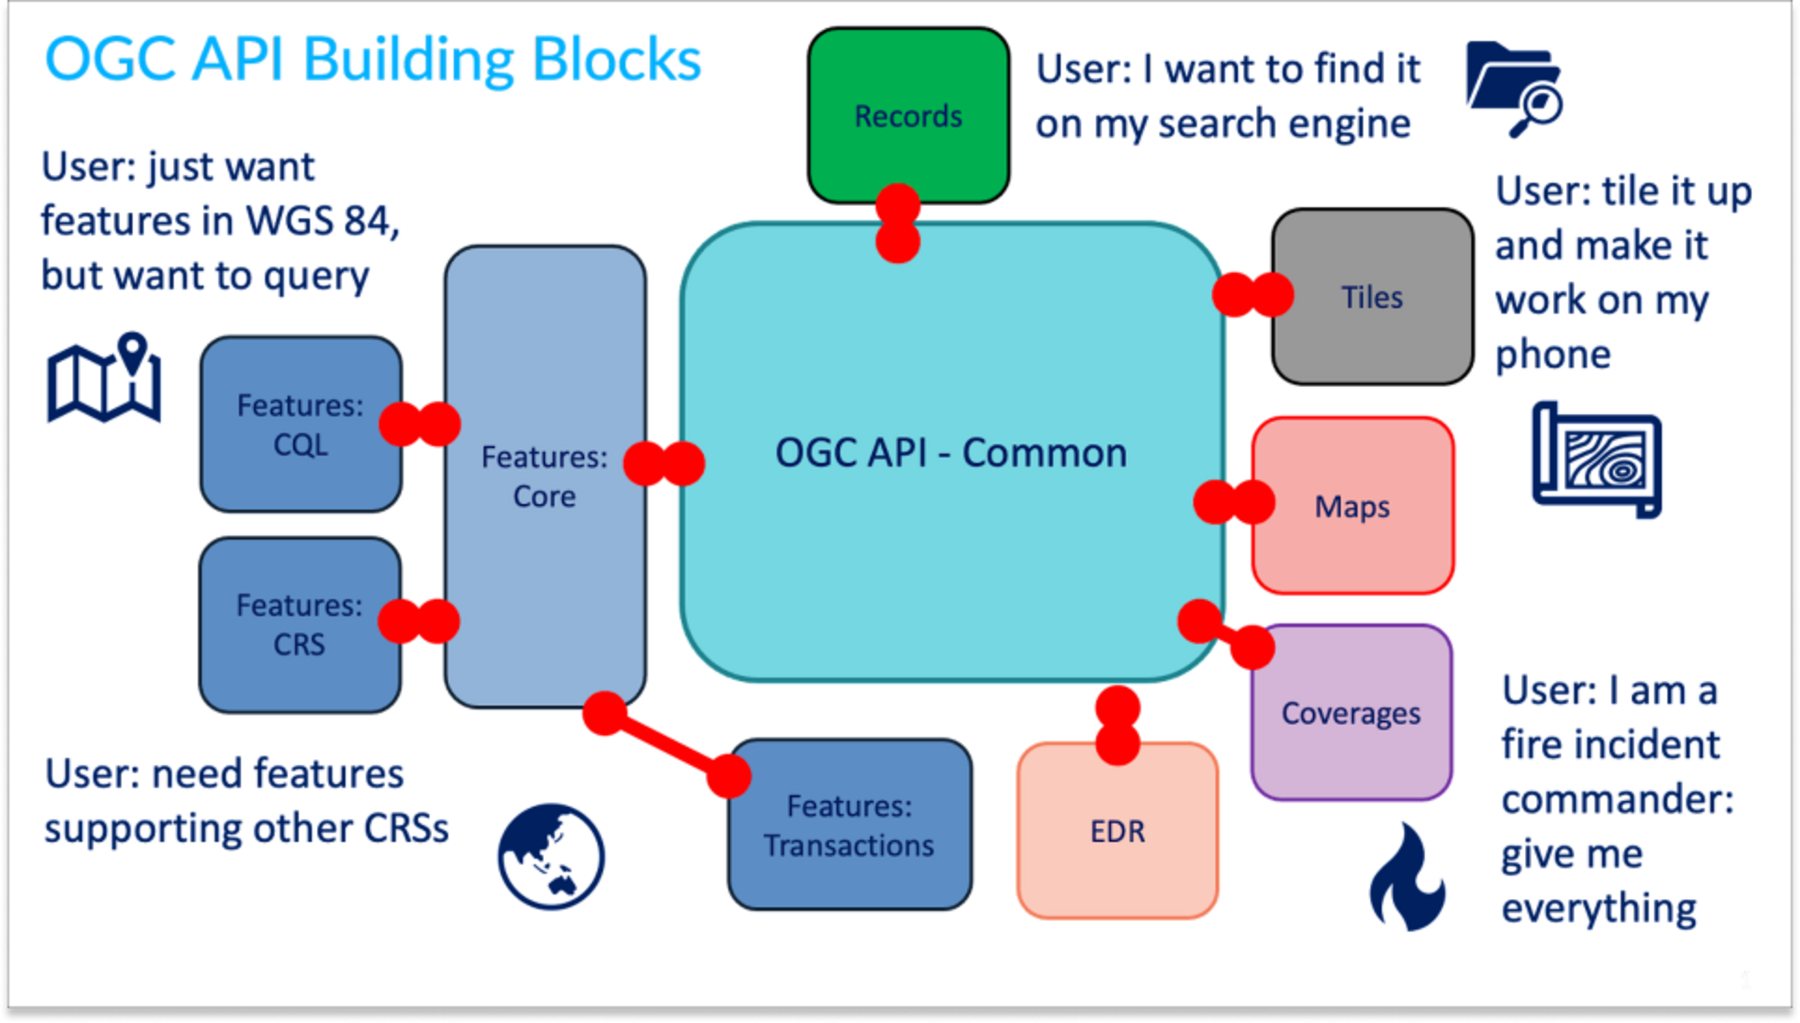 OGC API Building Blocks
User: just want
features in WGS 84,
but want to query
Records
User: I want to find it
on my search engine
User: tile it up
and make it
work on my
phone
Tiles
Features:
CQL
Features:
Core
OGC API - Common
Maps
Features:
CRS
Coverages
User: need features
supporting other CRSs
Features:
Transactions
EDR
User: I am a
fire incident
commander:
give me
everything
1